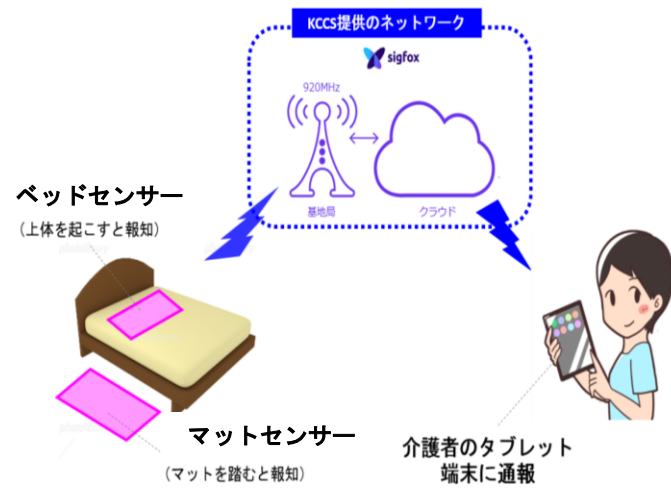 KCCS提供のネットワーク
sigfox
920MHz
基地局
クラウド
ベッドセンサー
(上体を起こすと報知)
マットセンサー
(マットを踏むと報知)
介護者のタブレット
端末に通報